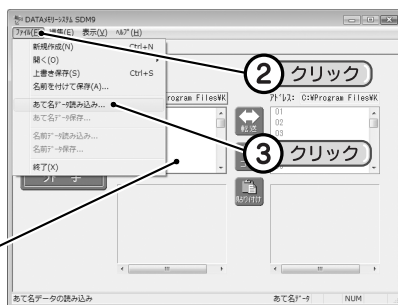 DATAメモリーシステム SDM9
ファイル(F) 編集(E) 表示(V) ヘルプ(H)
新規作成(N) Ctrl+N
開く(O)
上書き保存(S) Ctrl+S
名前を付けて保存(A)...
あて名データ読み込み...
あて名データ保存...
名前データ読み込み...
名前データ保存...
終了(X)
② クリック
③ クリック
rogram Files¥K
アドレス: C:¥Program Files¥K
01
02
03
転送
貼り付け
あて名データの読み込み
あて名データ NUM